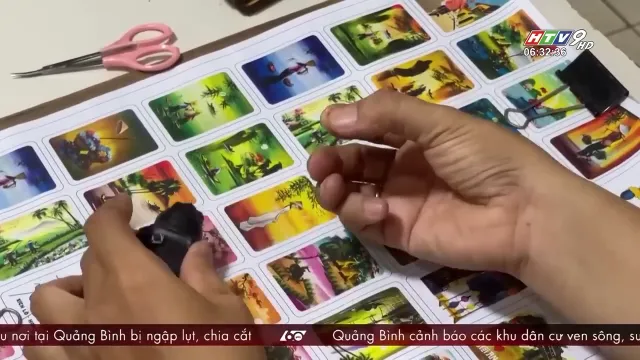 HTV9 HD
06:32:36
u nơi tại Quảng Bình bị ngập lụt, chia cắt
60
Quảng Bình cảnh báo các khu dân cư ven sông, s